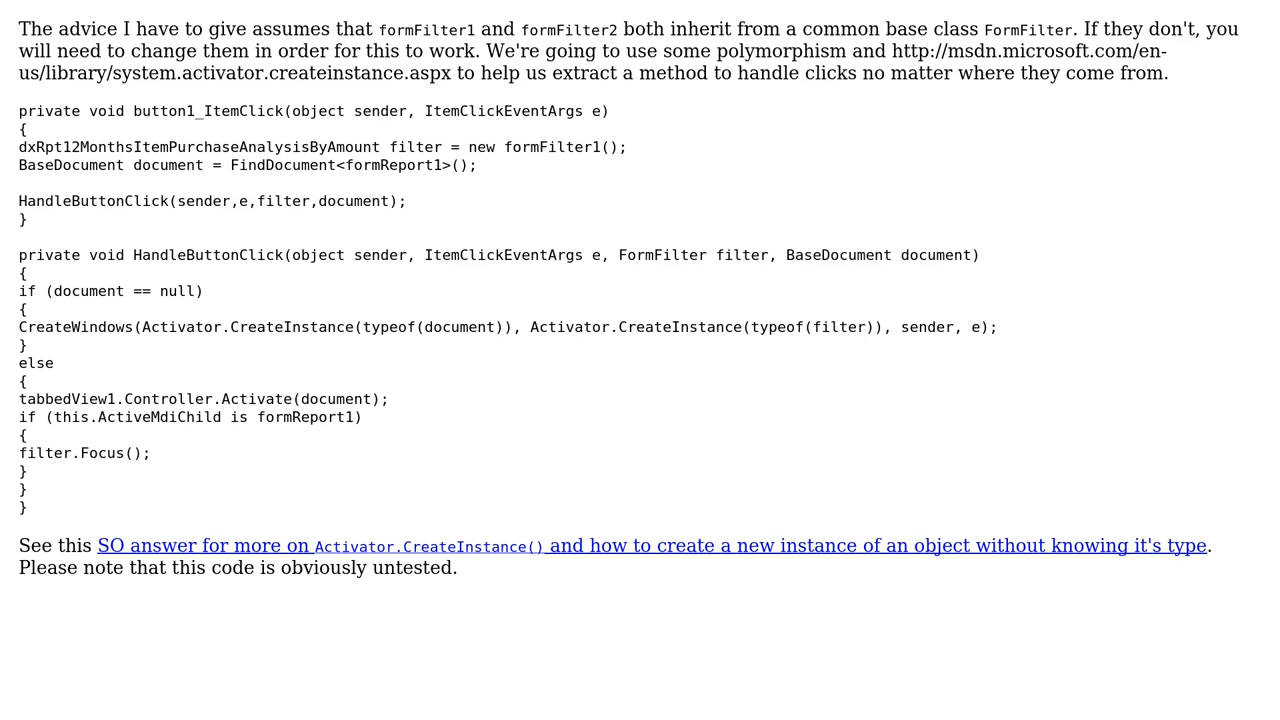 The advice I have to give assumes that formFilter1 and formFilter2 both inherit from a common base class FormFilter. If they don't, you
will need to change them in order for this to work. We're going to use some polymorphism and http://msdn.microsoft.com/en-
us/library/system.activator.createinstance.aspx to help us extract a method to handle clicks no matter where they come from.
private void button1_ItemClick(object sender, ItemClickEventArgs e)
{
dxRpt12MonthsItemPurchaseAnalysisByAmount filter = new formFilter1();
BaseDocument document = FindDocument<formReport1>();
HandleButtonClick(sender,e,filter,document);
}
private void HandleButtonClick(object sender, ItemClickEventArgs e, FormFilter filter, BaseDocument document)
{
if (document == null)
{
CreateWindows(Activator.CreateInstance(typeof(document)), Activator.CreateInstance(typeof(filter)), sender, e);
}
else
{
tabbedView1.Controller.Activate(document);
if (this.ActiveMdiChild is formReport1)
{
filter.Focus();
}
}
}
See this SO answer for more on Activator.CreateInstance() and how to create a new instance of an object without knowing it's type.
Please note that this code is obviously untested.